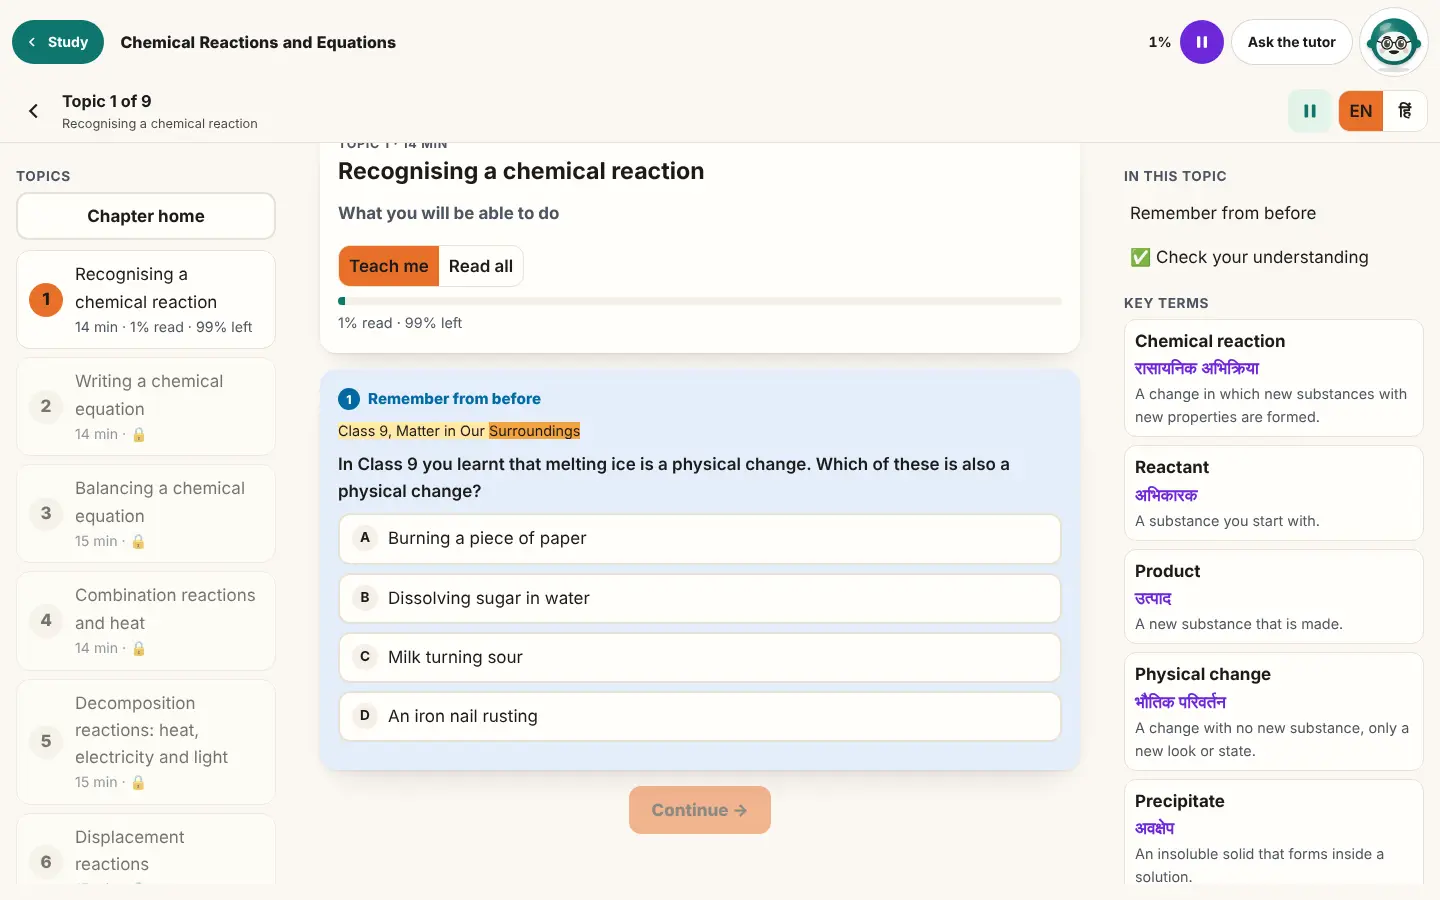 Study
Chemical Reactions and Equations
1%
Ask the tutor
Topic 1 of 9
Recognising a chemical reaction
EN
हिं
TOPICS
Chapter home
1
Recognising a
chemical reaction
14 min · 1% read · 99% left
2
Writing a chemical
equation
14 min · 🔒
3
Balancing a chemical
equation
15 min · 🔒
4
Combination reactions
and heat
14 min · 🔒
5
Decomposition
reactions: heat,
electricity and light
15 min · 🔒
6
Displacement
reactions
TOPIC 1 · 14 MIN
Recognising a chemical reaction
What you will be able to do
Teach me
Read all
1% read · 99% left
1 Remember from before
Class 9, Matter in Our Surroundings
In Class 9 you learnt that melting ice is a physical change. Which of these is also a
physical change?
A Burning a piece of paper
B Dissolving sugar in water
C Milk turning sour
D An iron nail rusting
Continue →
IN THIS TOPIC
Remember from before
✅ Check your understanding
KEY TERMS
Chemical reaction
रासायनिक अभिक्रिया
A change in which new substances with
new properties are formed.
Reactant
अभिकारक
A substance you start with.
Product
उत्पाद
A new substance that is made.
Physical change
भौतिक परिवर्तन
A change with no new substance, only a
new look or state.
Precipitate
अवक्षेप
An insoluble solid that forms inside a
solution.